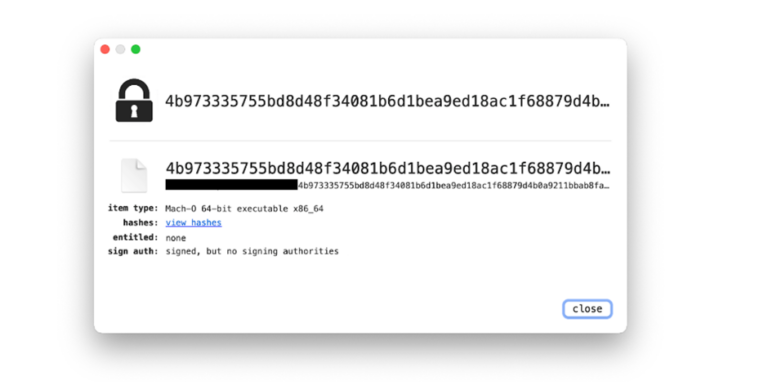 4b973335755bd8d48f34081b6d1bea9ed18ac1f68879d4b…
4b973335755bd8d48f34081b6d1bea9ed18ac1f68879d4b…
4b973335755bd8d48f34081b6d1bea9ed18ac1f68879d4b0a9211bbab8fa…
item type: Mach-O 64-bit executable x86_64
hashes: view hashes
entitled: none
sign auth: signed, but no signing authorities
close